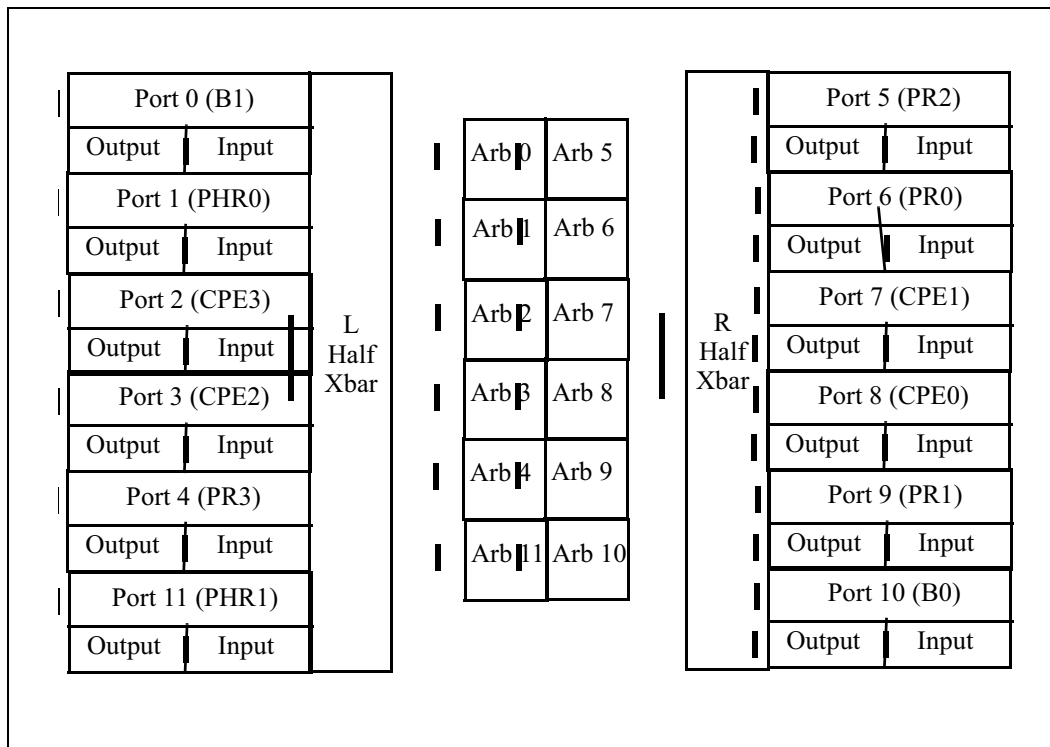 Port 0 (B1)
Output Input
Port 1 (PHR0)
Output Input
Port 2 (CPE3)
Output Input
Port 3 (CPE2)
Output Input
Port 4 (PR3)
Output Input
Port 11 (PHR1)
Output Input
L
Half
Xbar
Arb 0 Arb 5
Arb 1 Arb 6
Arb 2 Arb 7
Arb 3 Arb 8
Arb 4 Arb 9
Arb 11 Arb 10
R
Half
Xbar
Port 5 (PR2)
Output Input
Port 6 (PR0)
Output Input
Port 7 (CPE1)
Output Input
Port 8 (CPE0)
Output Input
Port 9 (PR1)
Output Input
Port 10 (B0)
Output Input